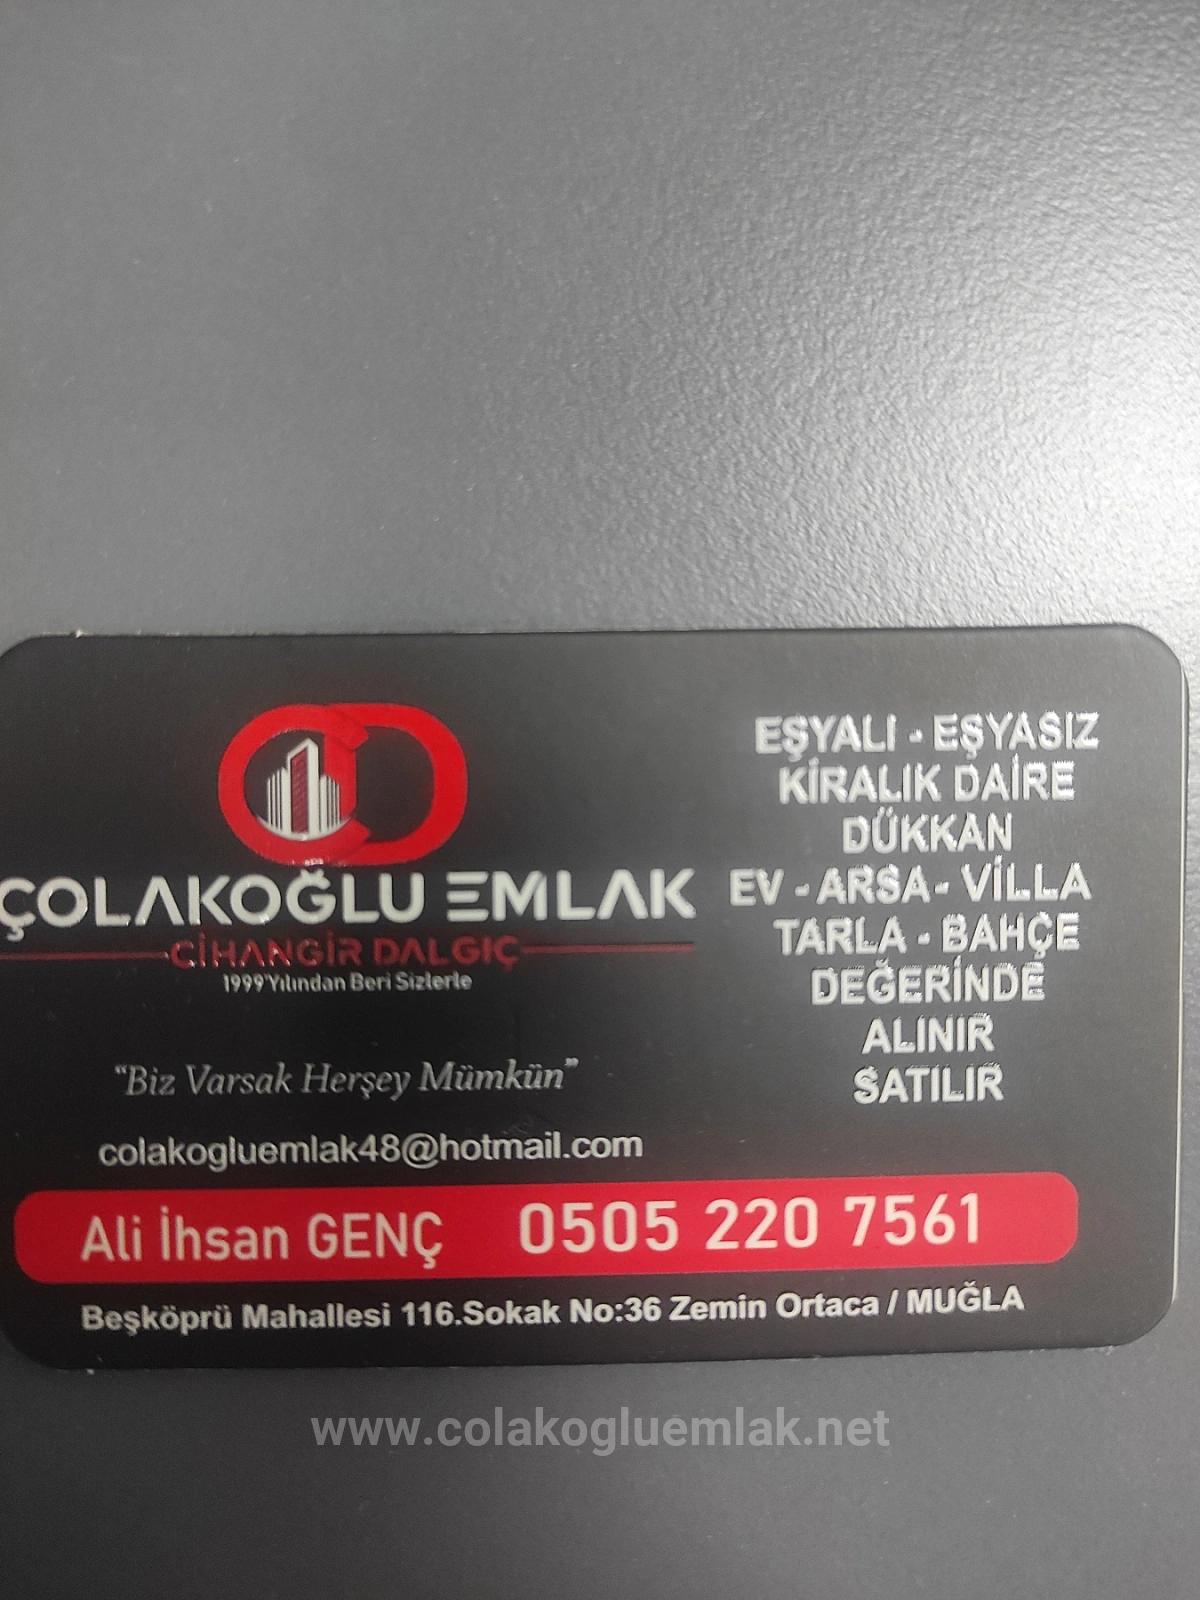 ÇOLAKOĞLU EMLAK
CİHANGİR DALGIÇ
1999'Yılından Beri Sizlerle
"Biz Varsak Herşey Mümkün"
colakogluemlak48@hotmail.com
EŞYALI - EŞYASIZ
KİRALIK DAİRE
DÜKKAN
EV - ARSA - VİLLA
TARLA - BAHÇE
DEĞERİNDE
ALINIR
SATILIR
Ali İhsan GENÇ 0505 220 7561
Beşköprü Mahallesi 116.Sokak No:36 Zemin Ortaca / MUĞLA
www.colakogluemlak.net